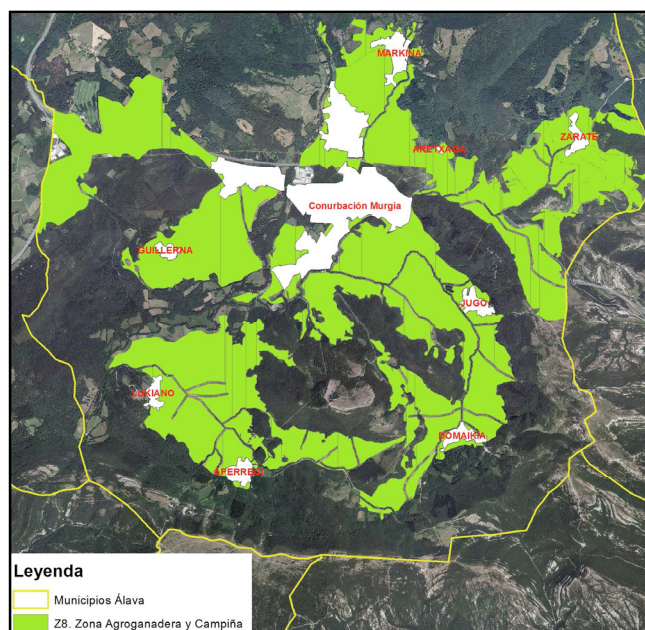 MARKINA
ARETXAGA
ZARATE
Conurbación Murgia
GUILLERNA
JUGO
LUKIANO
DOMAIKIA
APERREGI
Leyenda
Municipios Álava
Z8. Zona Agroganadera y Campiña